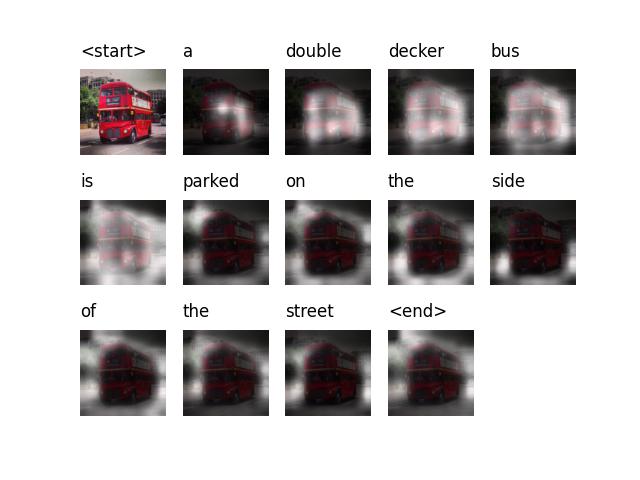 <start> a double decker bus
is parked on the side
of the street <end>